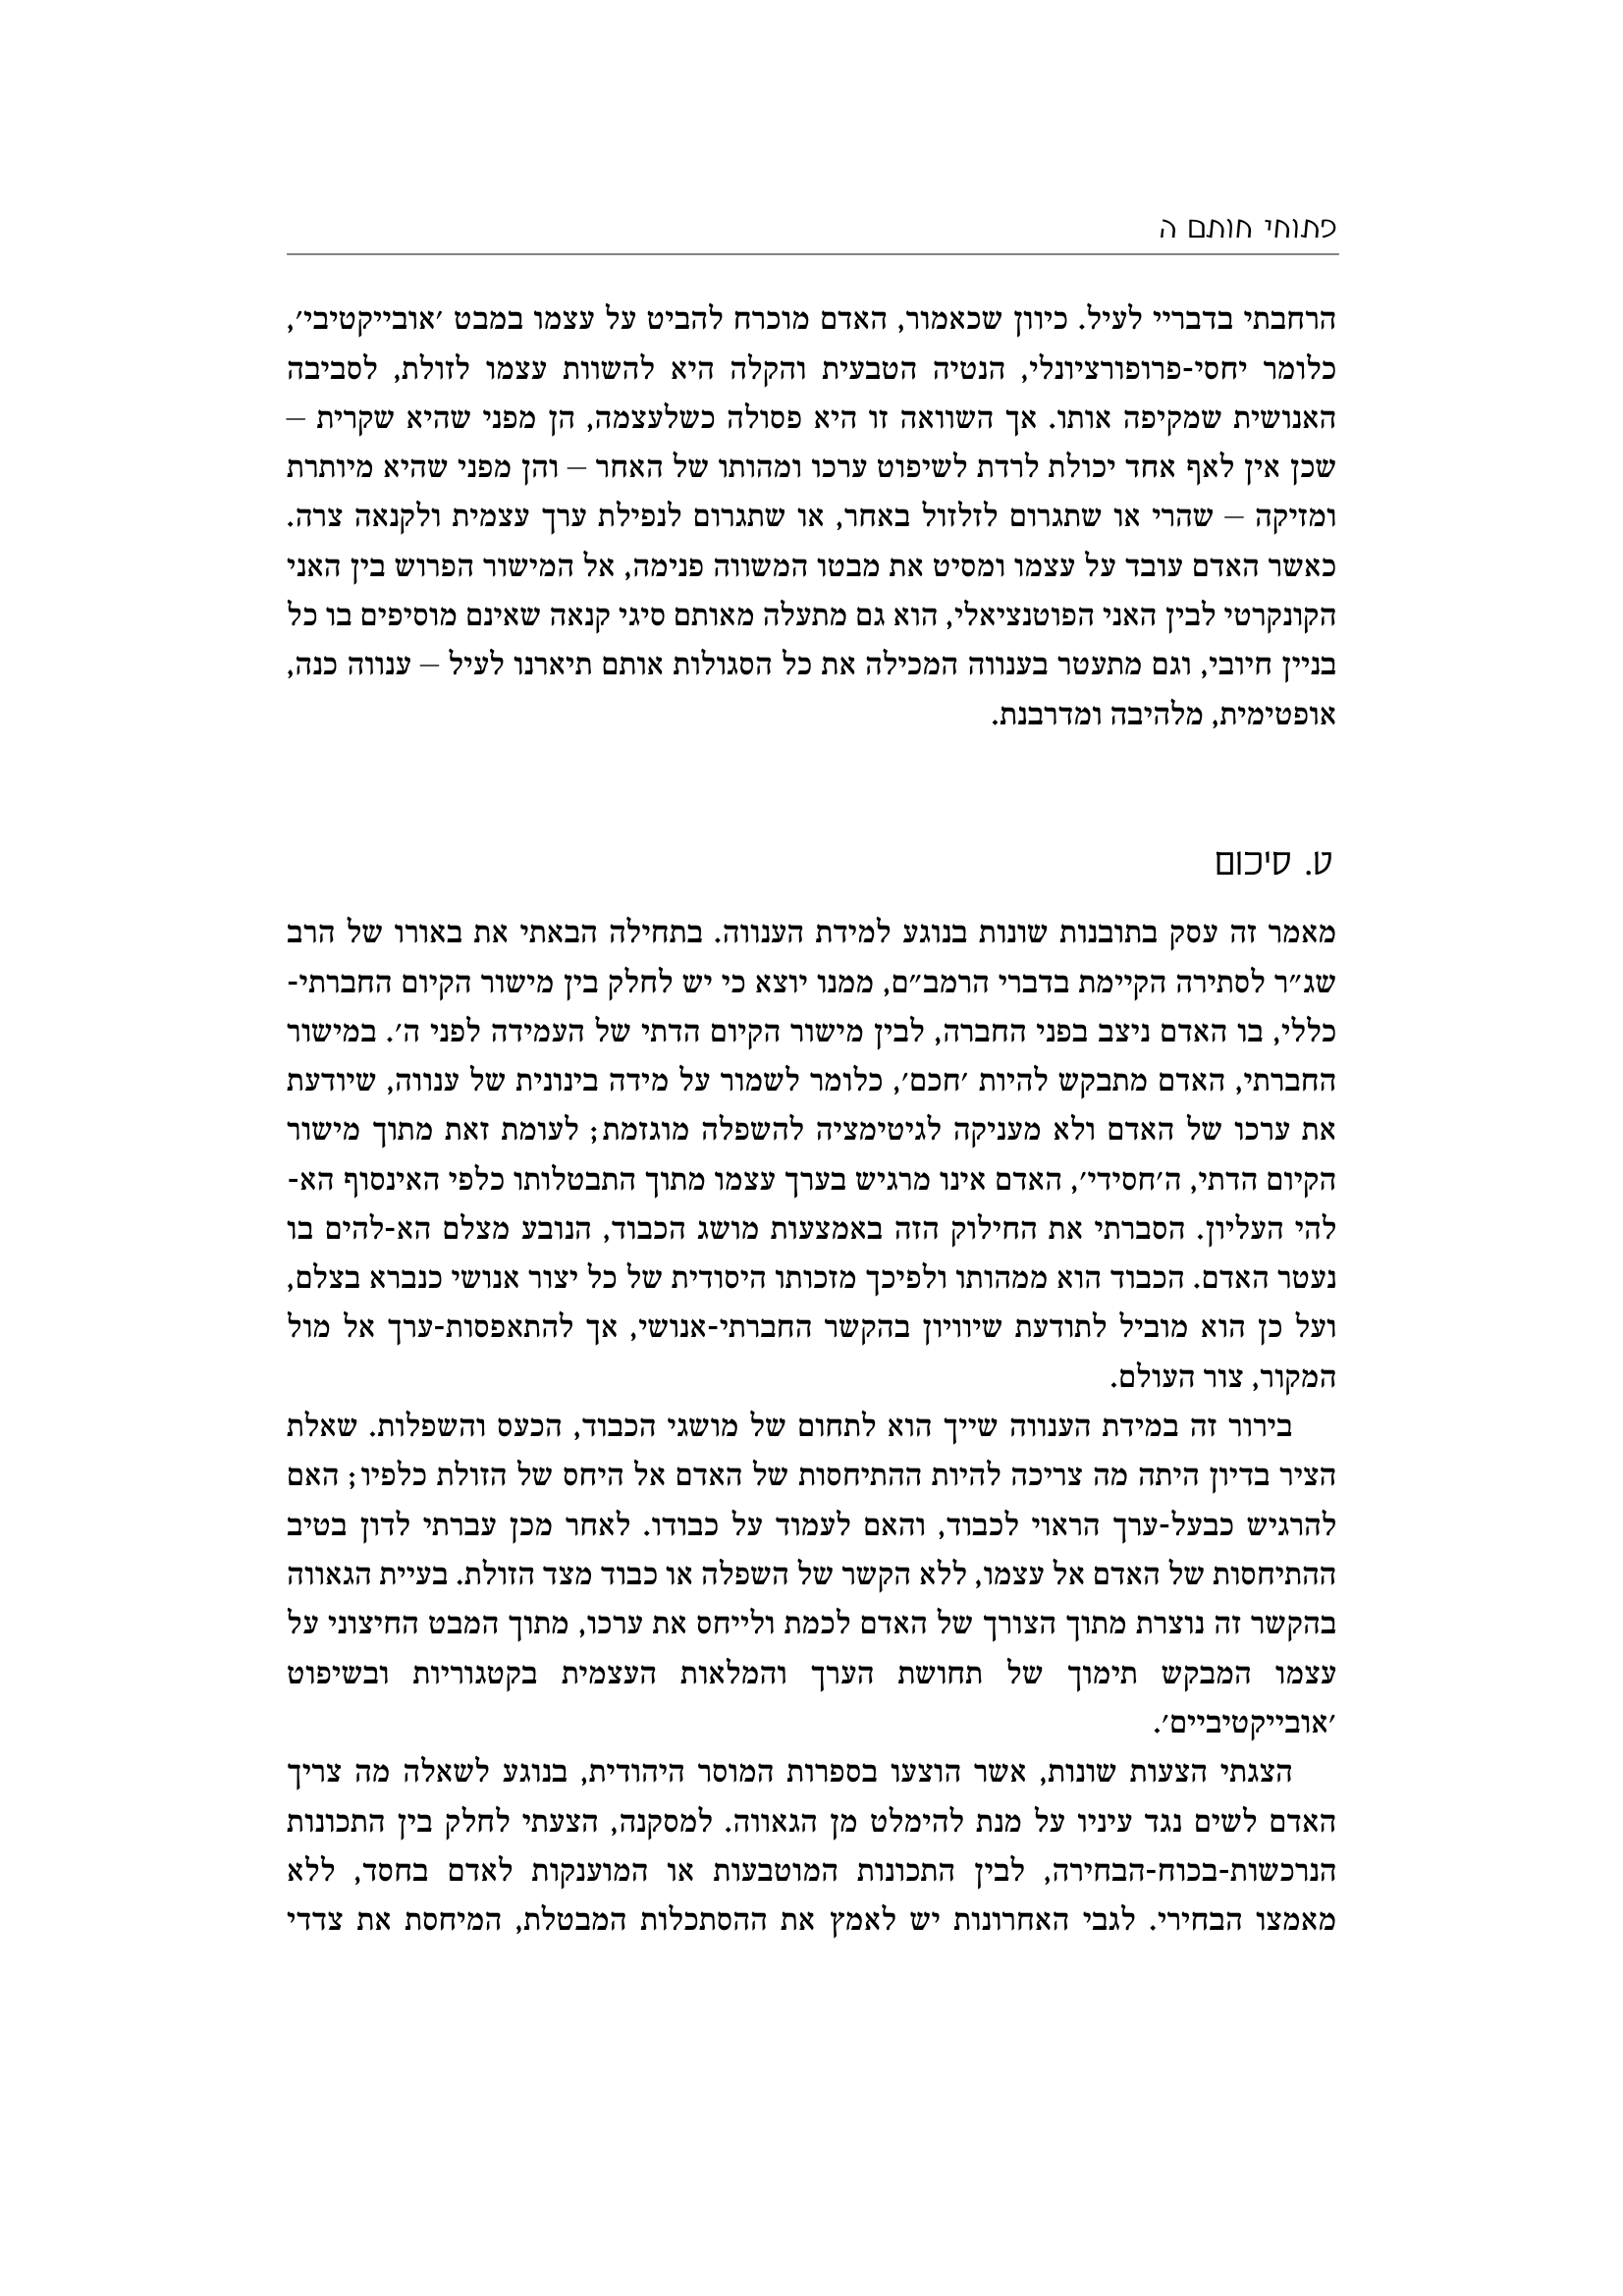 פתוחי חותם ה
הרחבתי בדבריי לעיל. כיוון שכאמור, האדם מוכרח להביט על עצמו במבט 'אובייקטיבי',
כלומר יחסי-פרופורציונלי, הנטיה הטבעית והקלה היא להשוות עצמו לזולת, לסביבה
האנושית שמקיפה אותו. אך השוואה זו היא פסולה כשלעצמה, הן מפני שהיא שקרית –
שכן אין לאף אחד יכולת לרדת לשיפוט ערכו ומהותו של האחר – והן מפני שהיא מיותרת
ומזיקה – שהרי או שתגרום לזלזול באחר, או שתגרום לנפילת ערך עצמית ולקנאה צרה.
כאשר האדם עובד על עצמו ומסיט את מבטו המשווה פנימה, אל המישור הפרוש בין האני
הקונקרטי לבין האני הפוטנציאלי, הוא גם מתעלה מאותם סיגי קנאה שאינם מוסיפים בו כל
בניין חיובי, וגם מתעטר בענווה המכילה את כל הסגולות אותם תיארנו לעיל – ענווה כנה,
אופטימית, מלהיבה ומדרבנת.
ט. סיכום
מאמר זה עסק בתובנות שונות בנוגע למידת הענווה. בתחילה הבאתי את באורו של הרב
שג״ר לסתירה הקיימת בדברי הרמב״ם, ממנו יוצא כי יש לחלק בין מישור הקיום החברתי-
כללי, בו האדם ניצב בפני החברה, לבין מישור הקיום הדתי של העמידה לפני ה'. במישור
החברתי, האדם מתבקש להיות 'חכם', כלומר לשמור על מידה בינונית של ענווה, שיודעת
את ערכו של האדם ולא מעניקה לגיטימציה להשפלה מוגזמת; לעומת זאת מתוך מישור
הקיום הדתי, ה'חסידי', האדם אינו מרגיש בערך עצמו מתוך התבטלותו כלפי האינסוף הא-
להי העליון. הסברתי את החילוק הזה באמצעות מושג הכבוד, הנובע מצלם הא-להים בו
נעטר האדם. הכבוד הוא ממהותו ולפיכך מזכותו היסודית של כל יצור אנושי כנברא בצלם,
ועל כן הוא מוביל לתודעת שיוויון בהקשר החברתי-אנושי, אך להתאפסות-ערך אל מול
המקור, צור העולם.
בירור זה במידת הענווה שייך הוא לתחום של מושגי הכבוד, הכעס והשפלות. שאלת
הציר בדיון היתה מה צריכה להיות ההתיחסות של האדם אל היחס של הזולת כלפיו; האם
להרגיש כבעל-ערך הראוי לכבוד, והאם לעמוד על כבודו. לאחר מכן עברתי לדון בטיב
ההתיחסות של האדם אל עצמו, ללא הקשר של השפלה או כבוד מצד הזולת. בעיית הגאווה
בהקשר זה נוצרת מתוך הצורך של האדם לכמת ולייחס את ערכו, מתוך המבט החיצוני על
עצמו המבקש תימוך של תחושת הערך והמלאות העצמית בקטגוריות ובשיפוט
'אובייקטיביים'.
הצגתי הצעות שונות, אשר הוצעו בספרות המוסר היהודית, בנוגע לשאלה מה צריך
האדם לשים נגד עיניו על מנת להימלט מן הגאווה. למסקנה, הצעתי לחלק בין התכונות
הנרכשות-בכוח-הבחירה, לבין התכונות המוטבעות או המוענקות לאדם בחסד, ללא
מאמצו הבחירי. לגבי האחרונות יש לאמץ את ההסתכלות המבטלת, המיחסת את צדדי